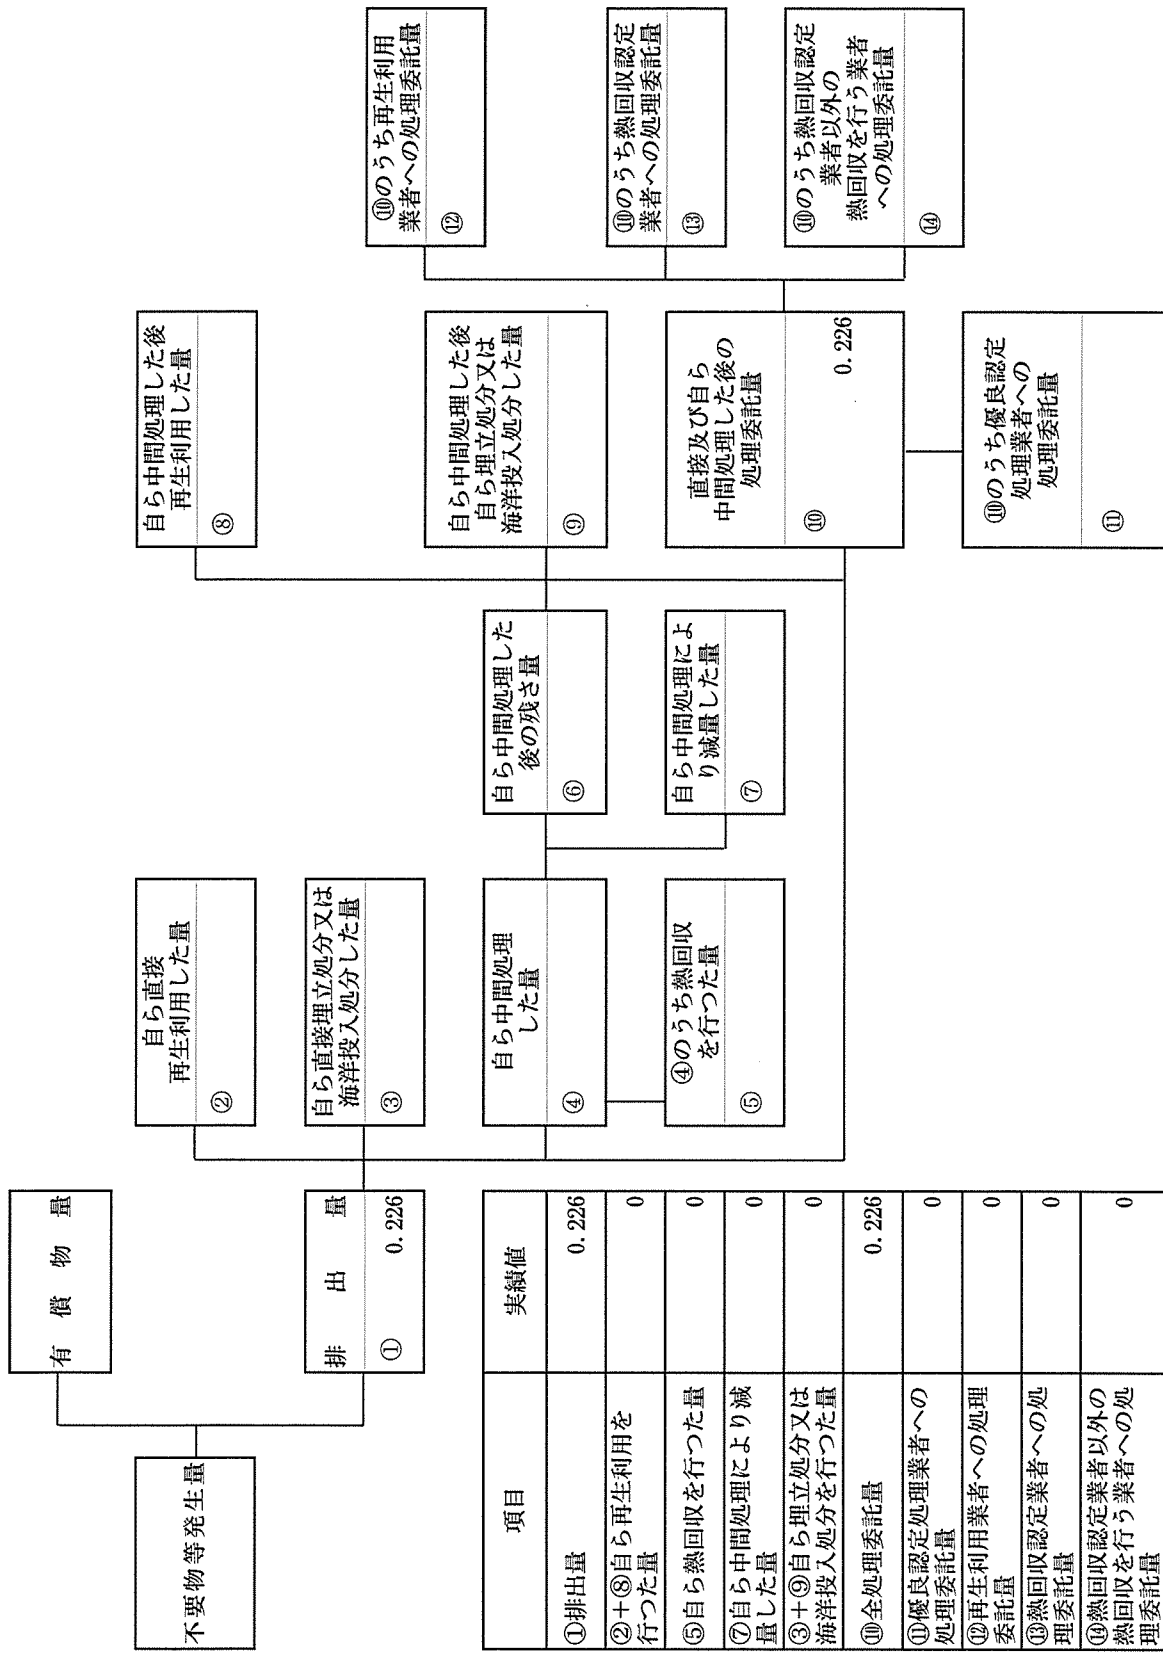 不要物等発生量
有償物量
排出量
① 0.226
自ら直接
再生利用した量
②
自ら直接埋立処分又は
海洋投入処分した量
③
自ら中間処理
した量
④
④のうち熱回収
を行つた量
⑤
自ら中間処理した
後の残さ量
⑥
自ら中間処理によ
り減量した量
⑦
自ら中間処理した後
再生利用した量
⑧
自ら中間処理した後
自ら埋立処分又は
海洋投入処分した量
⑨
直接及び自ら
中間処理した後の
処理委託量
⑩ 0.226
⑩のうち優良認定
処理業者への
処理委託量
⑪
⑩のうち再生利用
業者への処理委託量
⑫
⑩のうち熱回収認定
業者への処理委託量
⑬
⑩のうち熱回収認定
業者以外の
熱回収を行う業者
への処理委託量
⑭
項目 実績値
①排出量 0.226
②+⑧自ら再生利用を
行つた量 0
⑤自ら熱回収を行つた量 0
⑦自ら中間処理により減
量した量 0
③+⑨自ら埋立処分又は
海洋投入処分を行つた量 0
⑩全処理委託量 0.226
⑪優良認定処理業者への
処理委託量 0
⑫再生利用業者への処理
委託量 0
⑬熱回収認定業者への処
理委託量 0
⑭熱回収認定業者以外の
熱回収を行う業者への処
理委託量 0